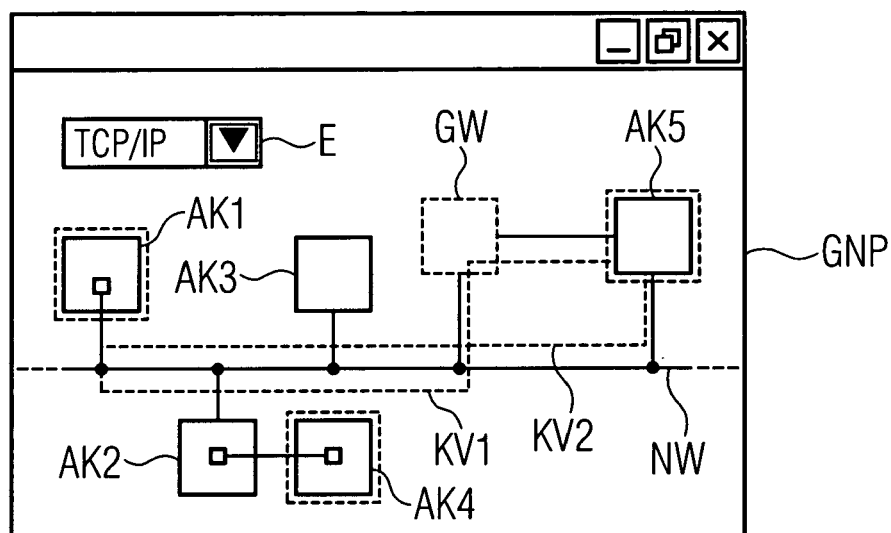 TCP/IP
E
GW
AK5
AK1
AK3
GNP
AK2
KV1
KV2
NW
AK4